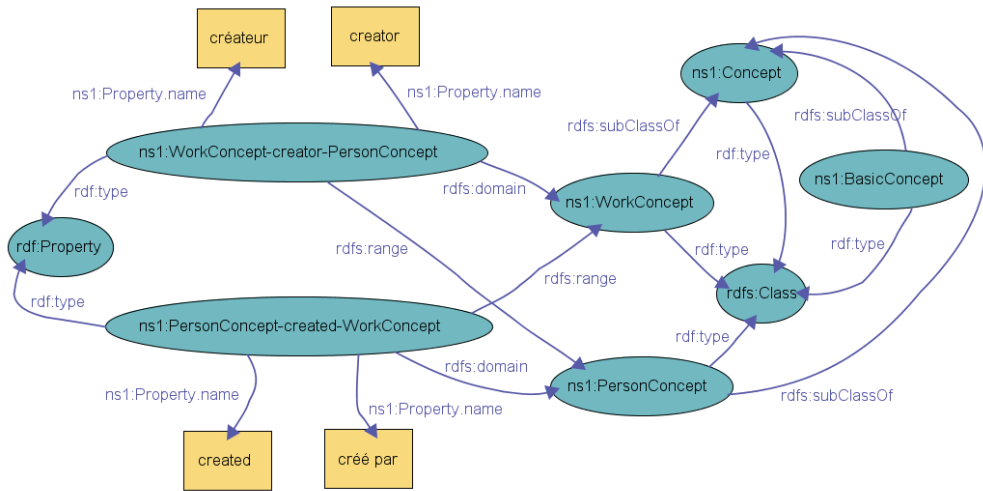 créateur
creator
ns1:Concept
ns1:Property.name
ns1:Property.name
rdfs:subClassOf
rdfs:subClassOf
ns1:WorkConcept-creator-PersonConcept
rdf:type
rdfs:domain
ns1:BasicConcept
rdf:type
ns1:WorkConcept
rdf:Property
rdfs:range
rdf:type
rdf:type
rdfs:range
rdfs:Class
rdf:type
ns1:PersonConcept-created-WorkConcept
rdf:type
rdfs:domain
ns1:PersonConcept
ns1:Property.name
rdfs:subClassOf
ns1:Property.name
created
créé par